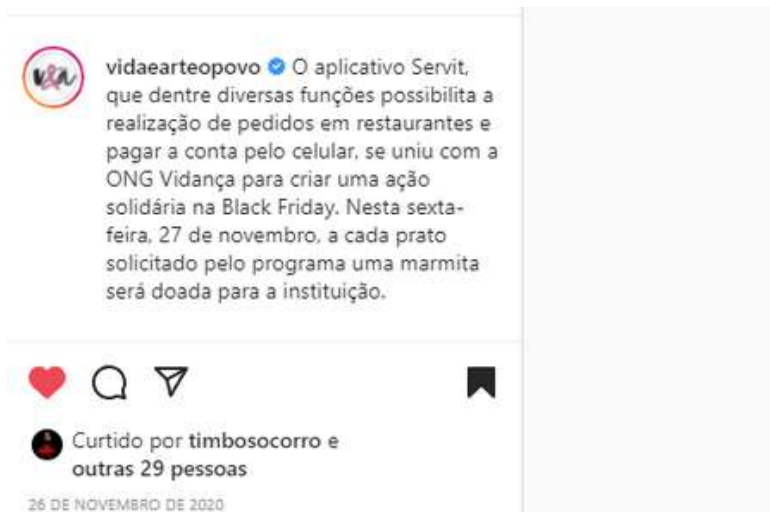 v&a
vidaearteopovo O aplicativo Servit,
que dentre diversas funções possibilita a
realização de pedidos em restaurantes e
pagar a conta pelo celular, se uniu com a
ONG Vidança para criar uma ação
solidária na Black Friday. Nesta sexta-
feira, 27 de novembro, a cada prato
solicitado pelo programa uma marmita
será doada para a instituição.
Curtido por timbosocorro e
outras 29 pessoas
26 DE NOVEMBRO DE 2020